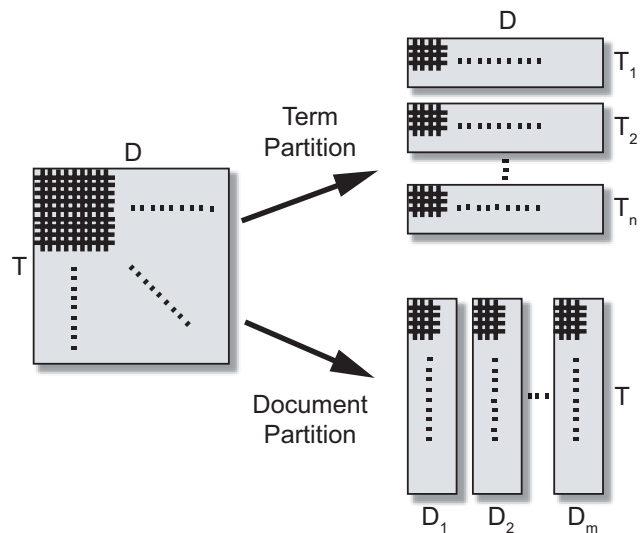 D
T
Term
Partition
Document
Partition
D
T1
T2
Tn
T
D1
D2
Dm